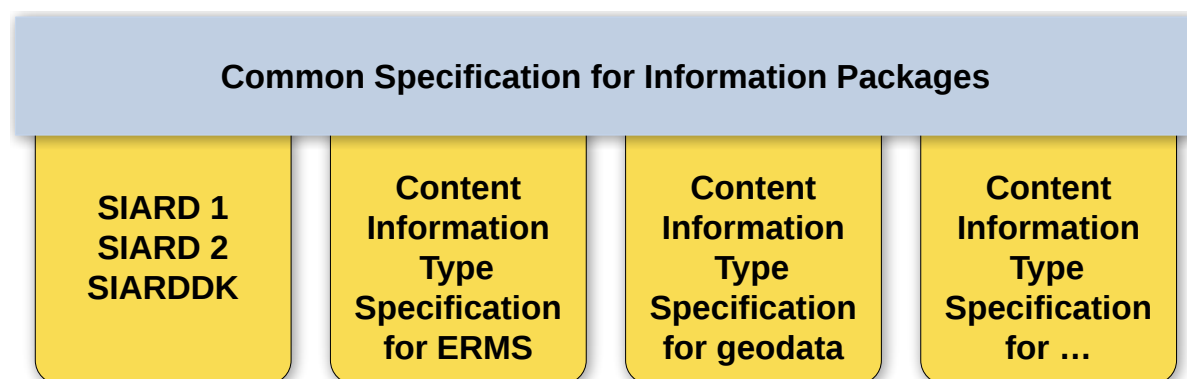 Common Specification for Information Packages
SIARD 1
SIARD 2
SIARDDK
Content
Information
Type
Specification
for ERMS
Content
Information
Type
Specification
for geodata
Content
Information
Type
Specification
for …